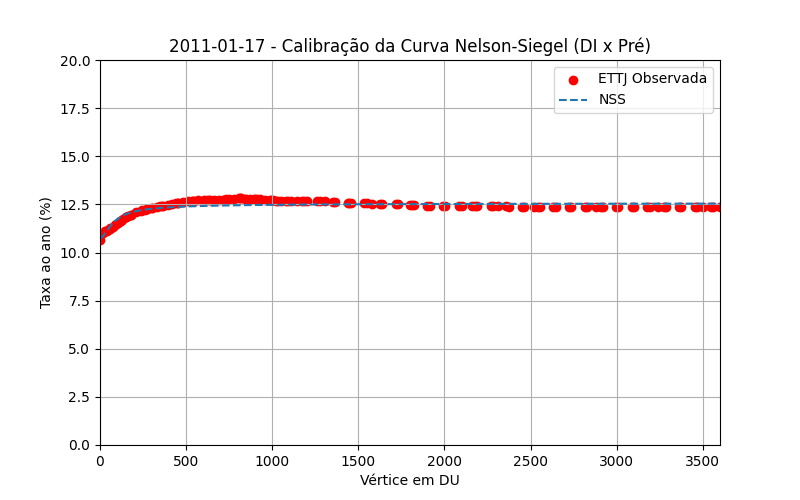 2011-01-17 - Calibração da Curva Nelson-Siegel (DI x Pré)
ETTJ Observada
NSS
Taxa ao ano (%)
20.0
17.5
15.0
12.5
10.0
7.5
5.0
2.5
0.0
0 500 1000 1500 2000 2500 3000 3500
Vértice em DU